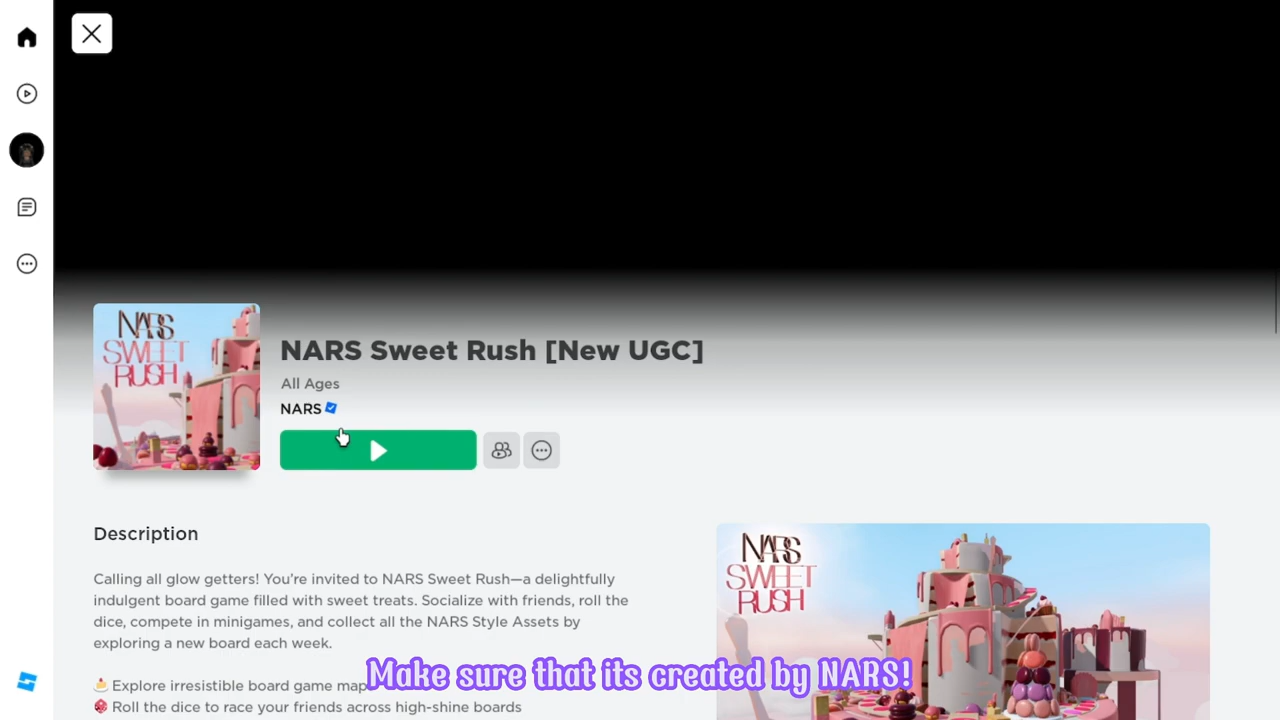 NARS
SWEET
RUSH
NARS Sweet Rush [New UGC]
All Ages
NARS
Description
Calling all glow getters! You're invited to NARS Sweet Rush—a delightfully
indulgent board game filled with sweet treats. Socialize with friends, roll the
dice, compete in minigames, and collect all the NARS Style Assets by
exploring a new board each week.
🎂 Explore irresistible board game map
🎲 Roll the dice to race your friends across high-shine boards
NARS
SWEET
RUSH
Make sure that its created by NARS!